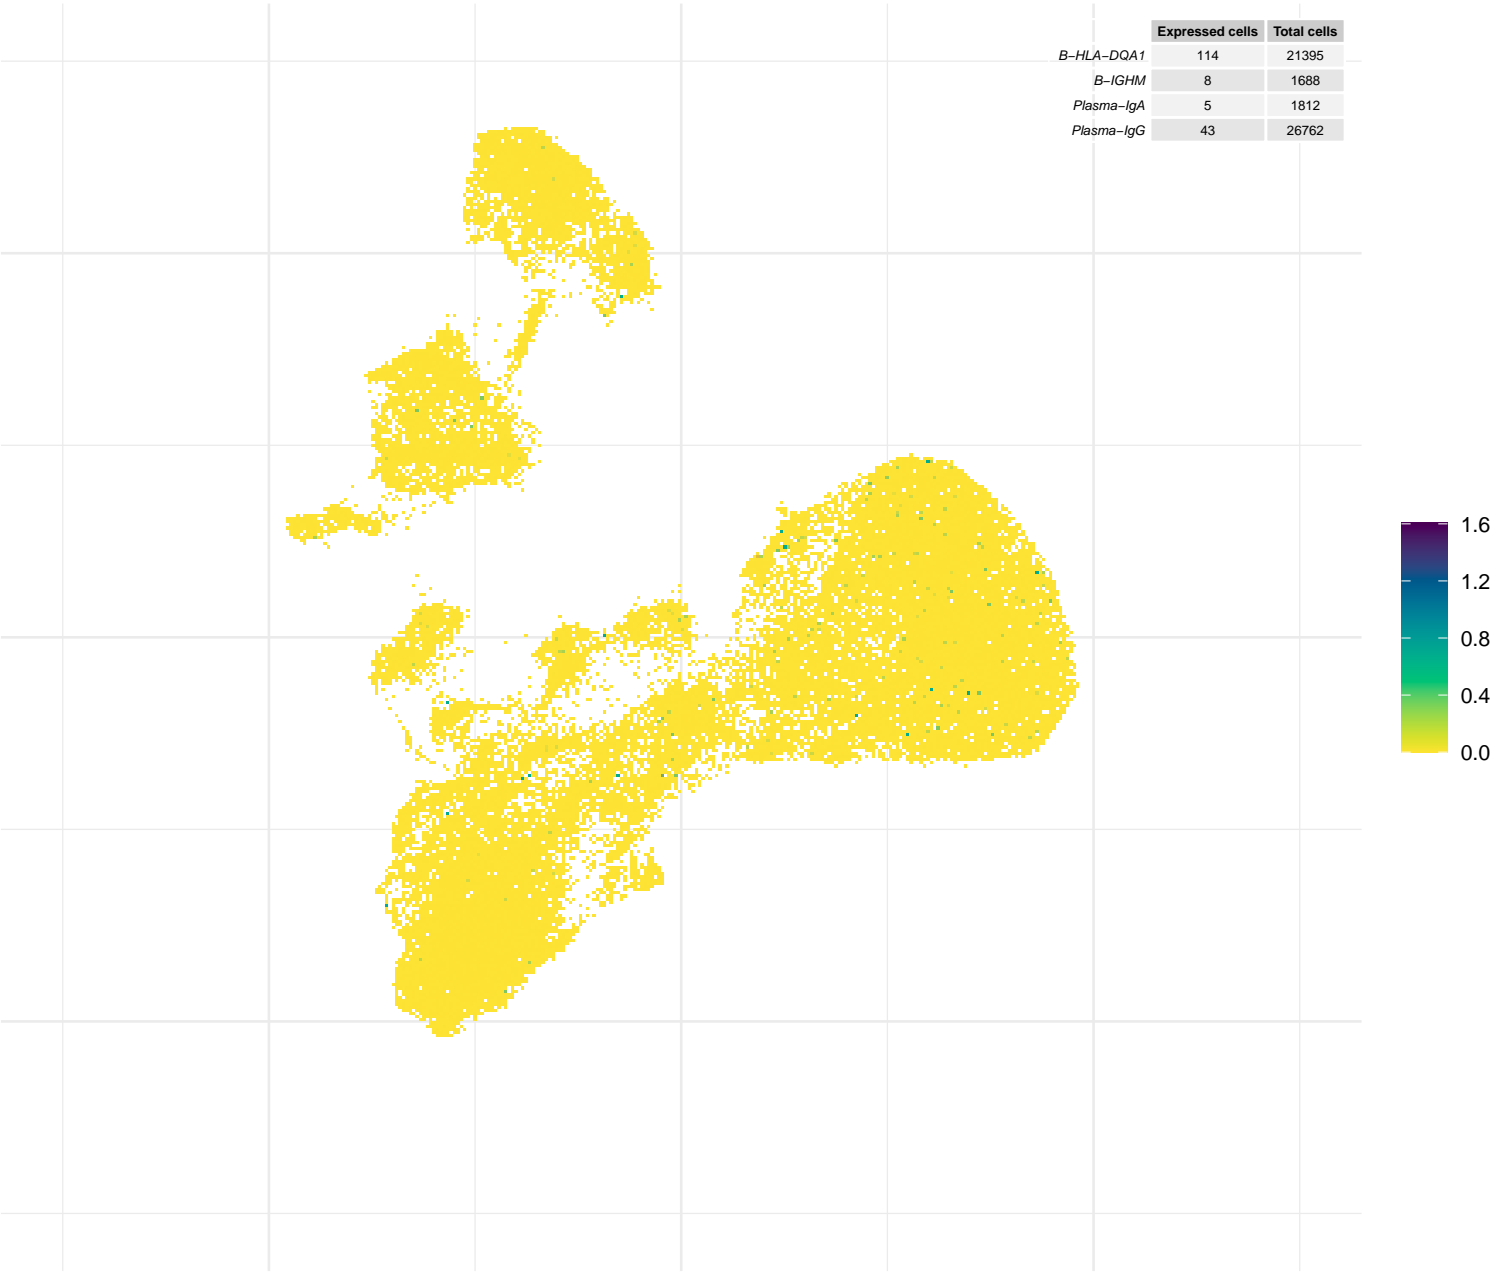 Expressed cells Total cells
B−HLA−DQA1 114 21395
B−IGHM 8 1688
Plasma−IgA 5 1812
Plasma−IgG 43 26762
1.6
1.2
0.8
0.4
0.0